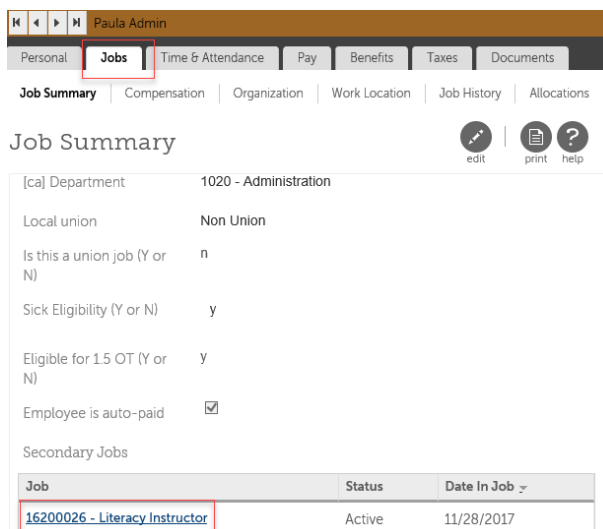 Paula Admin
Personal Jobs Time & Attendance Pay Benefits Taxes Documents
Job Summary Compensation Organization Work Location Job History Allocations
Job Summary
edit print help
[ca] Department 1020 - Administration
Local union Non Union
Is this a union job (Y or n
N)
Sick Eligibility (Y or N) y
Eligible for 1.5 OT (Y or y
N)
Employee is auto-paid
Secondary Jobs
Job Status Date In Job
16200026 - Literacy Instructor Active 11/28/2017